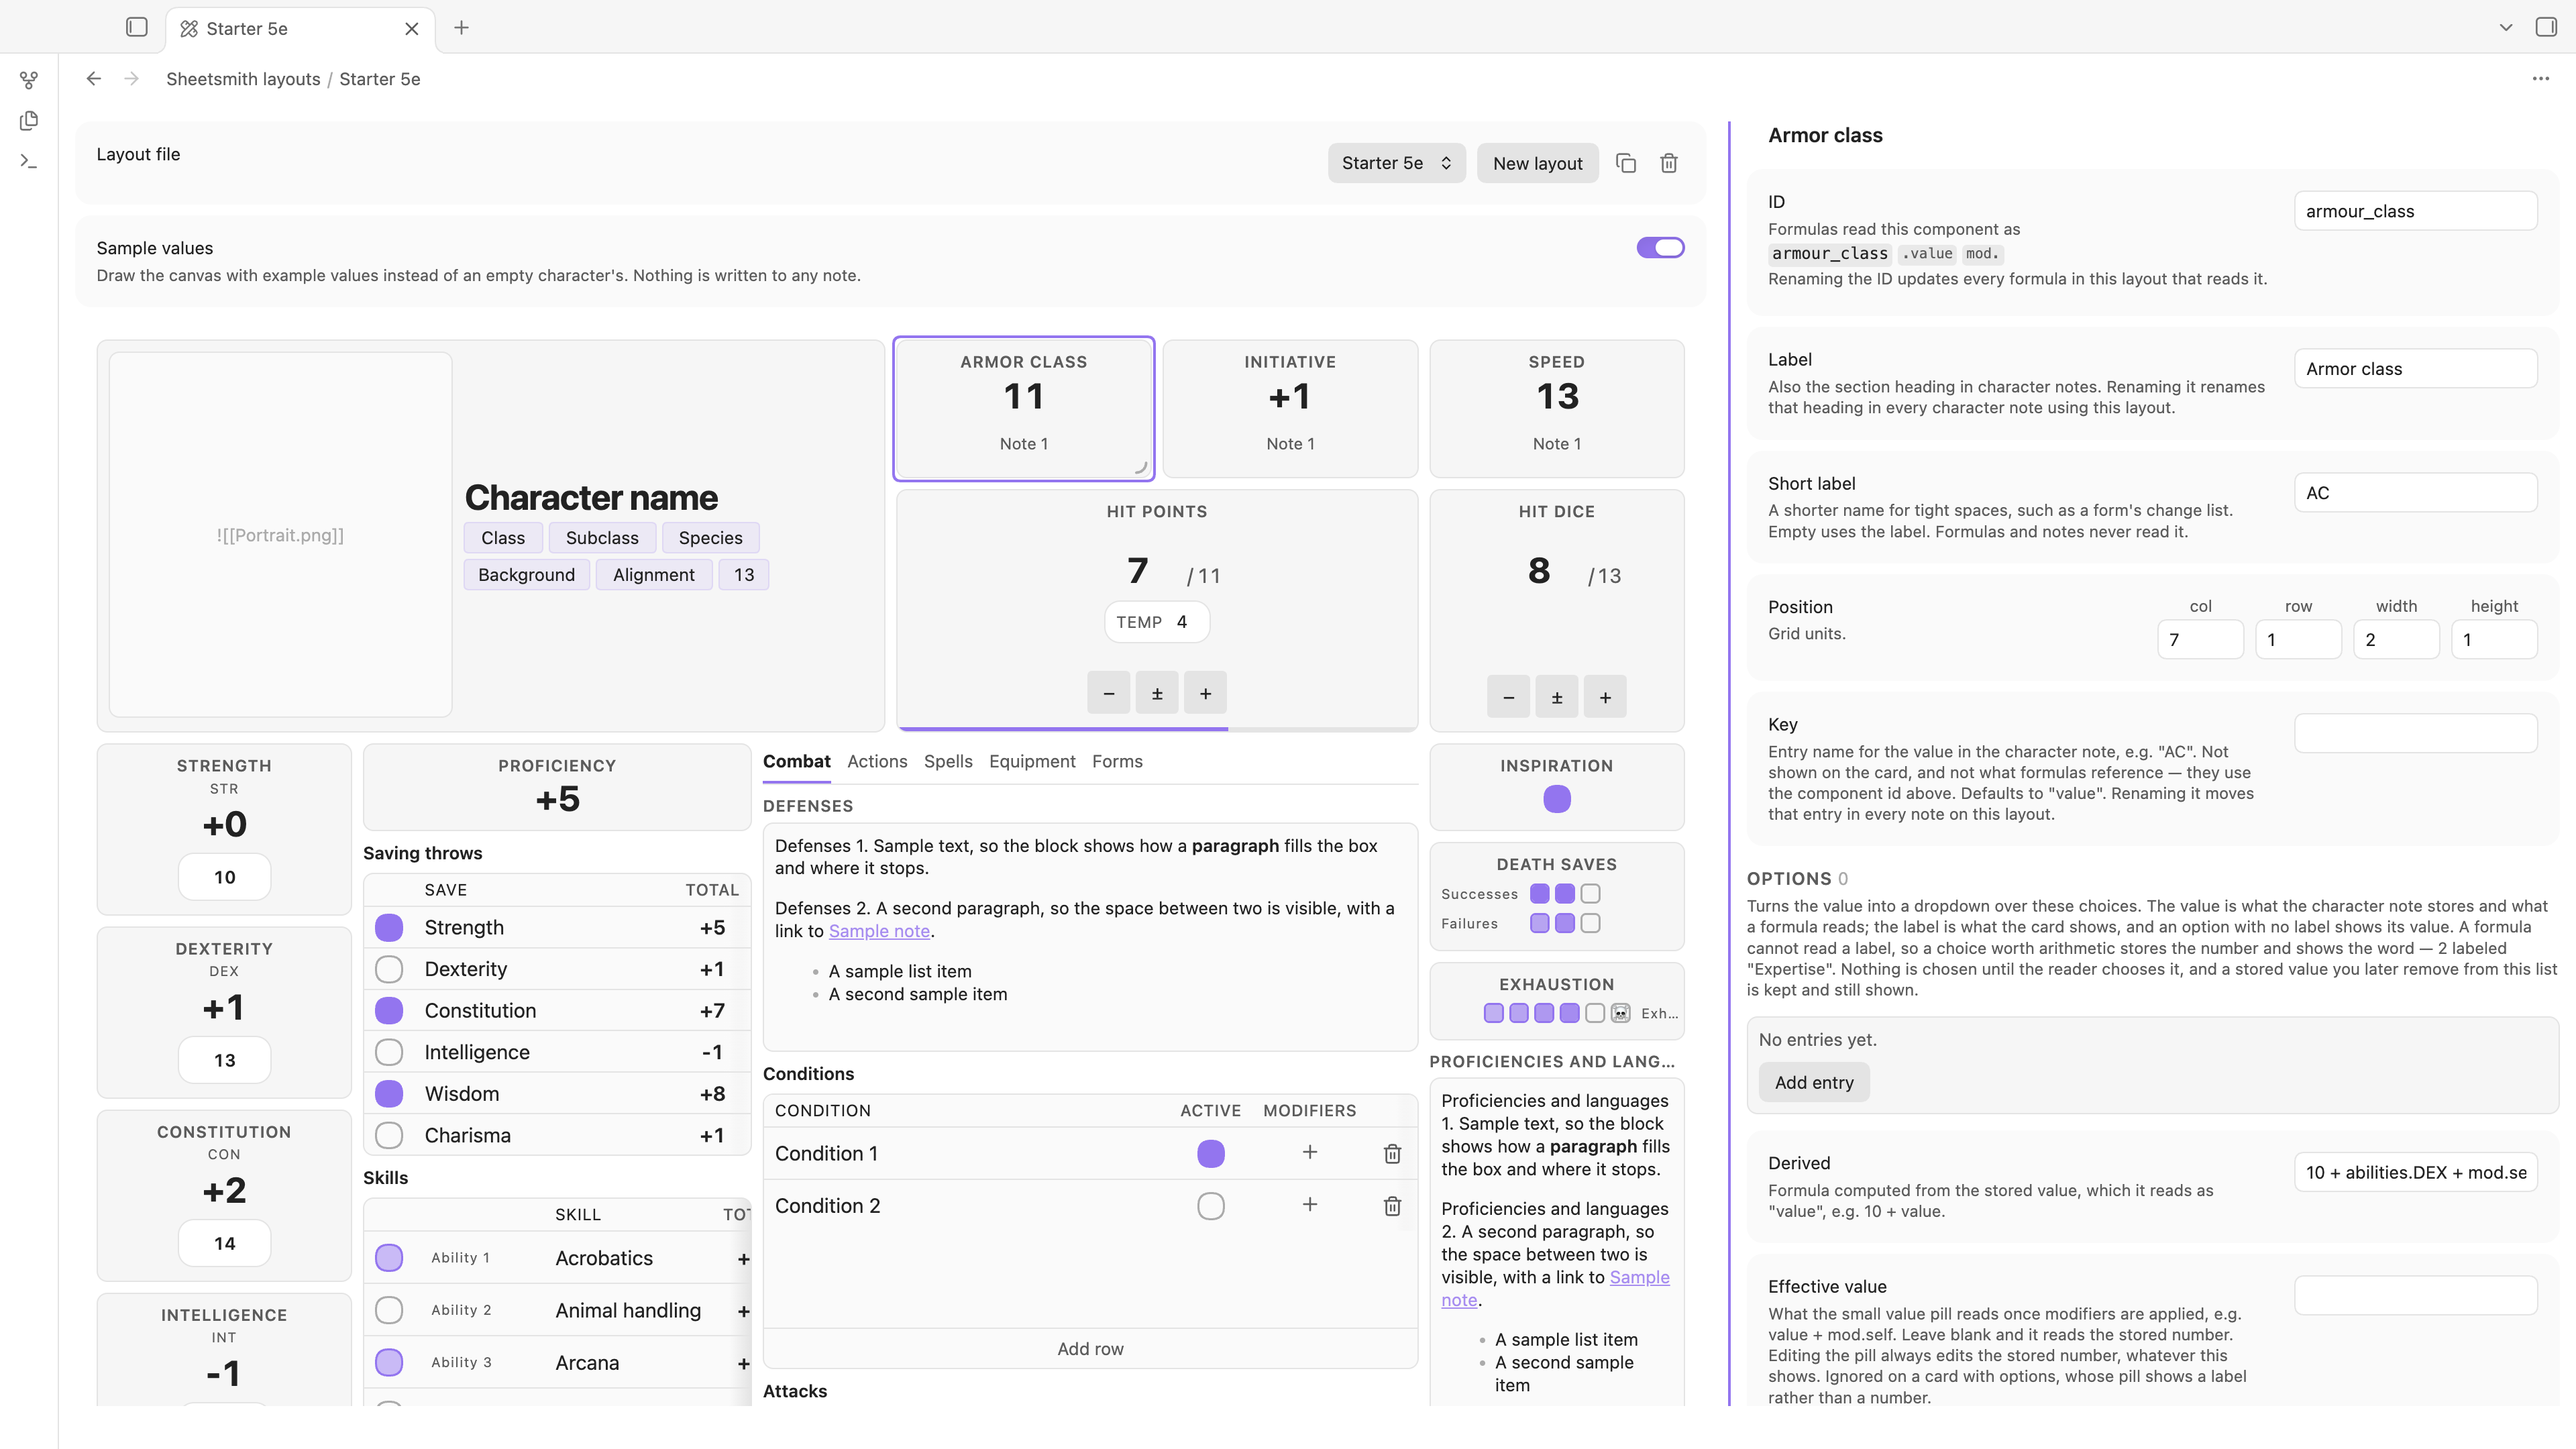 Starter 5e
Sheetsmith layouts / Starter 5e
Layout file
Starter 5e
New layout
Sample values
Draw the canvas with example values instead of an empty character's. Nothing is written to any note.
![[Portrait.png]]
Character name
Class
Subclass
Species
Background
Alignment
13
ARMOR CLASS
11
Note 1
INITIATIVE
+1
Note 1
SPEED
13
Note 1
HIT POINTS
7 /11
TEMP 4
− ± +
HIT DICE
8 /13
− ± +
STRENGTH
STR
+0
10
DEXTERITY
DEX
+1
13
CONSTITUTION
CON
+2
14
INTELLIGENCE
INT
-1
PROFICIENCY
+5
Saving throws
SAVE TOTAL
Strength +5
Dexterity +1
Constitution +7
Intelligence -1
Wisdom +8
Charisma +1
Skills
SKILL TOT
Ability 1 Acrobatics +
Ability 2 Animal handling +
Ability 3 Arcana +
Combat
Actions
Spells
Equipment
Forms
DEFENSES
Defenses 1. Sample text, so the block shows how a paragraph fills the box
and where it stops.
Defenses 2. A second paragraph, so the space between two is visible, with a
link to Sample note.
• A sample list item
• A second sample item
Conditions
CONDITION ACTIVE MODIFIERS
Condition 1 +
Condition 2 +
Add row
Attacks
INSPIRATION
DEATH SAVES
Successes
Failures
EXHAUSTION
Exh...
PROFICIENCIES AND LANG...
Proficiencies and languages
1. Sample text, so the block
shows how a paragraph fills
the box and where it stops.
Proficiencies and languages
2. A second paragraph, so
the space between two is
visible, with a link to Sample
note.
• A sample list item
• A second sample
item
Armor class
ID
Formulas read this component as
armour_class .value mod.
Renaming the ID updates every formula in this layout that reads it.
armour_class
Label
Also the section heading in character notes. Renaming it renames
that heading in every character note using this layout.
Armor class
Short label
A shorter name for tight spaces, such as a form's change list.
Empty uses the label. Formulas and notes never read it.
AC
Position
Grid units.
col row width height
7 1 2 1
Key
Entry name for the value in the character note, e.g. "AC". Not
shown on the card, and not what formulas reference — they use
the component id above. Defaults to "value". Renaming it moves
that entry in every note on this layout.
OPTIONS 0
Turns the value into a dropdown over these choices. The value is what the character note stores and what
a formula reads; the label is what the card shows, and an option with no label shows its value. A formula
cannot read a label, so a choice worth arithmetic stores the number and shows the word — 2 labeled
"Expertise". Nothing is chosen until the reader chooses it, and a stored value you later remove from this list
is kept and still shown.
No entries yet.
Add entry
Derived
Formula computed from the stored value, which it reads as
"value", e.g. 10 + value.
10 + abilities.DEX + mod.se
Effective value
What the small value pill reads once modifiers are applied, e.g.
value + mod.self. Leave blank and it reads the stored number.
Editing the pill always edits the stored number, whatever this
shows. Ignored on a card with options, whose pill shows a label
rather than a number.